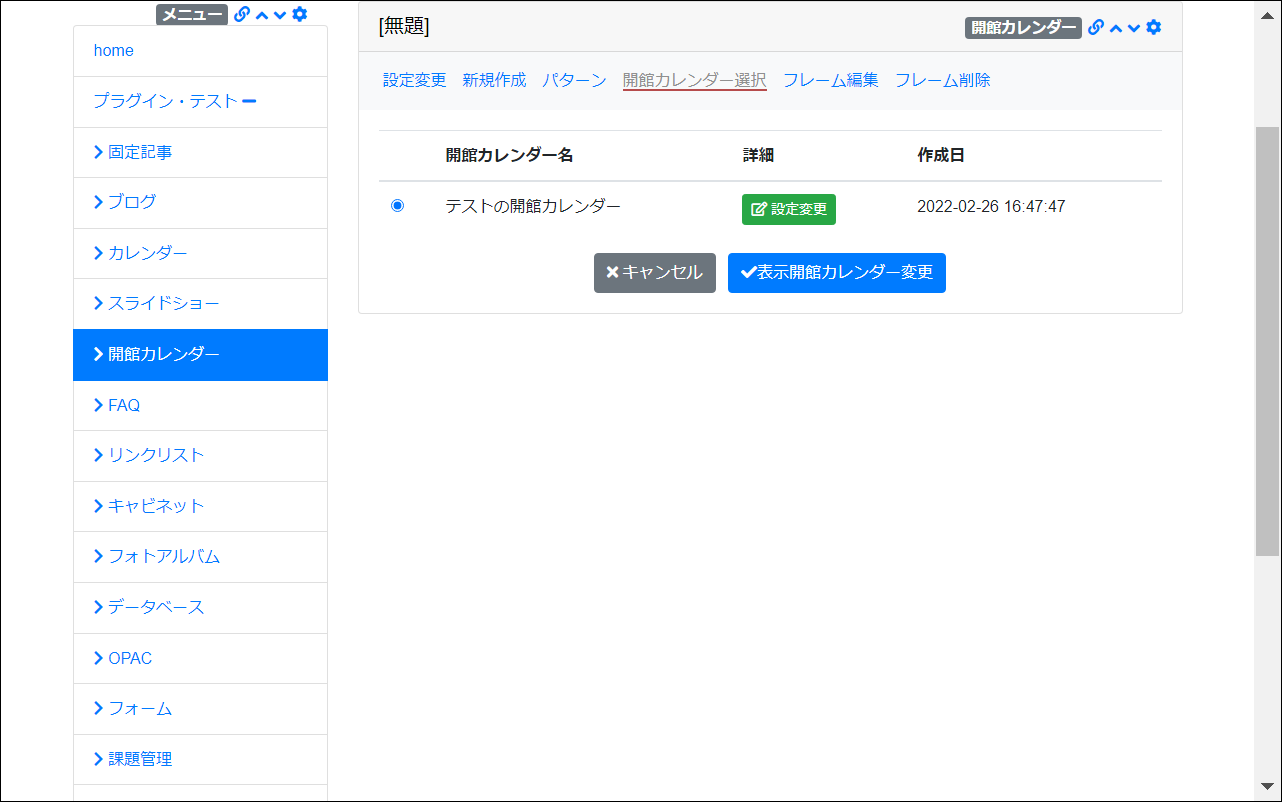 メニュー
home
プラグイン・テスト
固定記事
ブログ
カレンダー
スライドショー
開館カレンダー
FAQ
リンクリスト
キャビネット
フォトアルバム
データベース
OPAC
フォーム
課題管理
[無題] 開館カレンダー
設定変更 新規作成 パターン 開館カレンダー選択 フレーム編集 フレーム削除
開館カレンダー名 詳細 作成日
テストの開館カレンダー 設定変更 2022-02-26 16:47:47
キャンセル 表示開館カレンダー変更